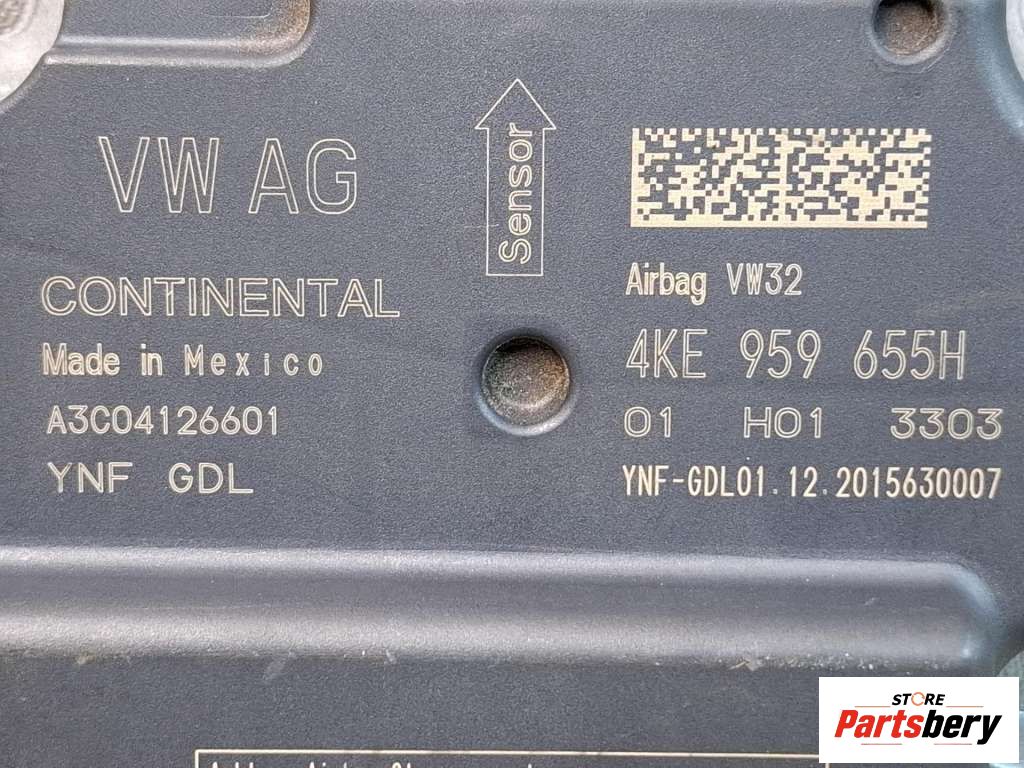 VW AG
CONTINENTAL
Made in Mexico
A3C04126601
YNF GDL
Sensor
Airbag VW32
4KE 959 655H
01 H01 3303
YNF-GDL01.12.2015630007
STORE
Partsbery